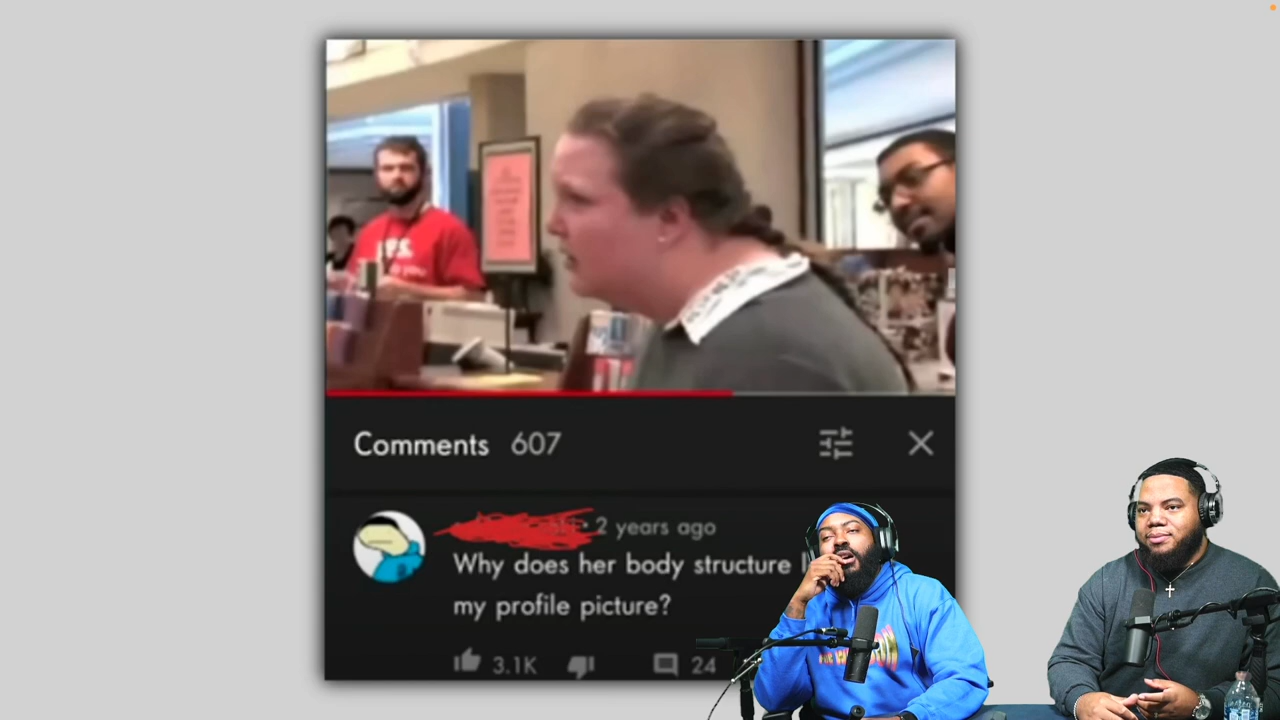 Comments 607
2 years ago
Why does her body structure
my profile picture?
3.1K 24